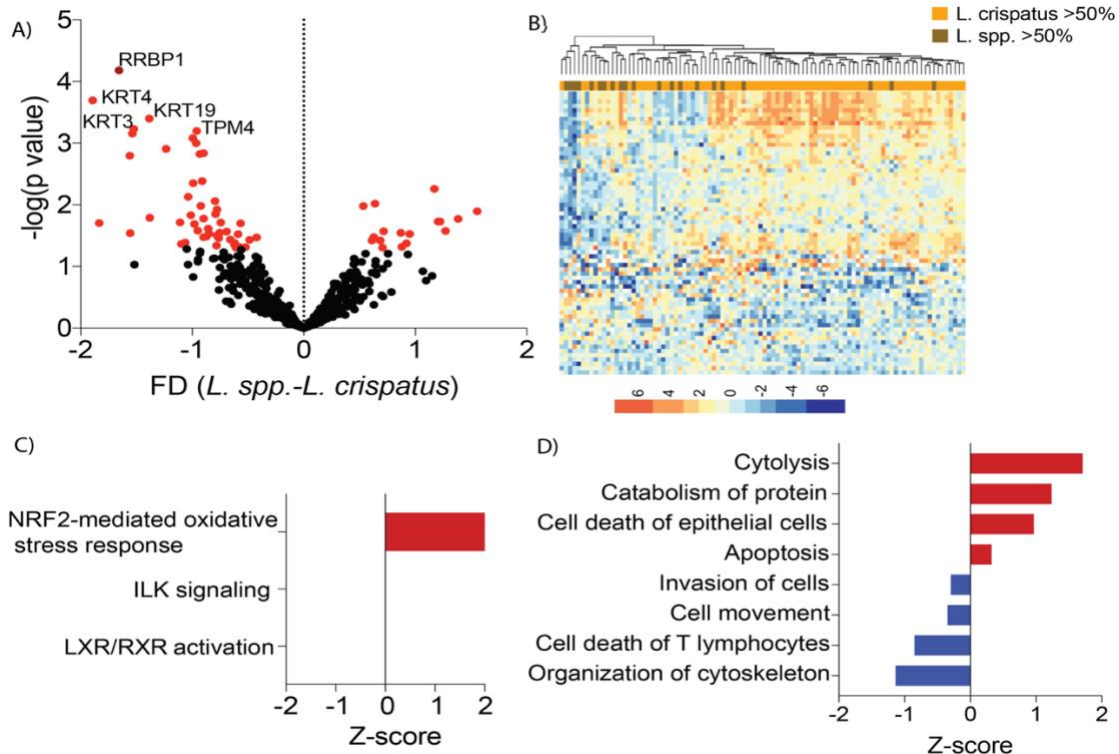 A)
5
4
3
2
1
0
-log(p value)
RRBP1
KRT4
KRT19
KRT3
TPM4
-2
-1
0
1
2
FD (L. spp.-L. crispatus)
B}
L. crispatus >50%
L. spp. >50%
6
4
2
0
-2
-4
-6
C)
NRF2-mediated oxidative
stress response
ILK signaling
LXR/RXR activation
-2
-1
0
1
2
Z-score
D)
Cytolysis
Catabolism of protein
Cell death of epithelial cells
Apoptosis
Invasion of cells
Cell movement
Cell death of T lymphocytes
Organization of cytoskeleton
-2
-1
0
1
2
Z-score